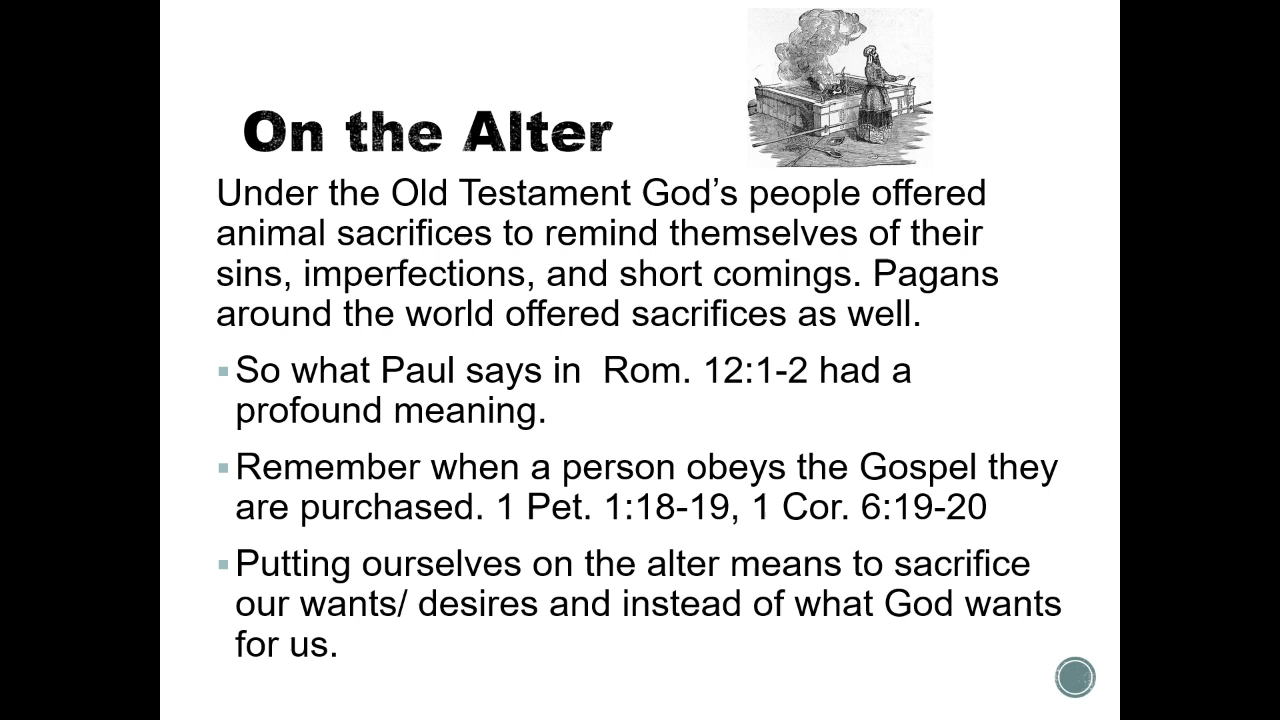 On the Alter
Under the Old Testament God’s people offered
animal sacrifices to remind themselves of their
sins, imperfections, and short comings. Pagans
around the world offered sacrifices as well.
▪So what Paul says in  Rom. 12:1-2 had a
profound meaning.
▪Remember when a person obeys the Gospel they
are purchased. 1 Pet. 1:18-19, 1 Cor. 6:19-20
▪Putting ourselves on the alter means to sacrifice
our wants/ desires and instead of what God wants
for us.